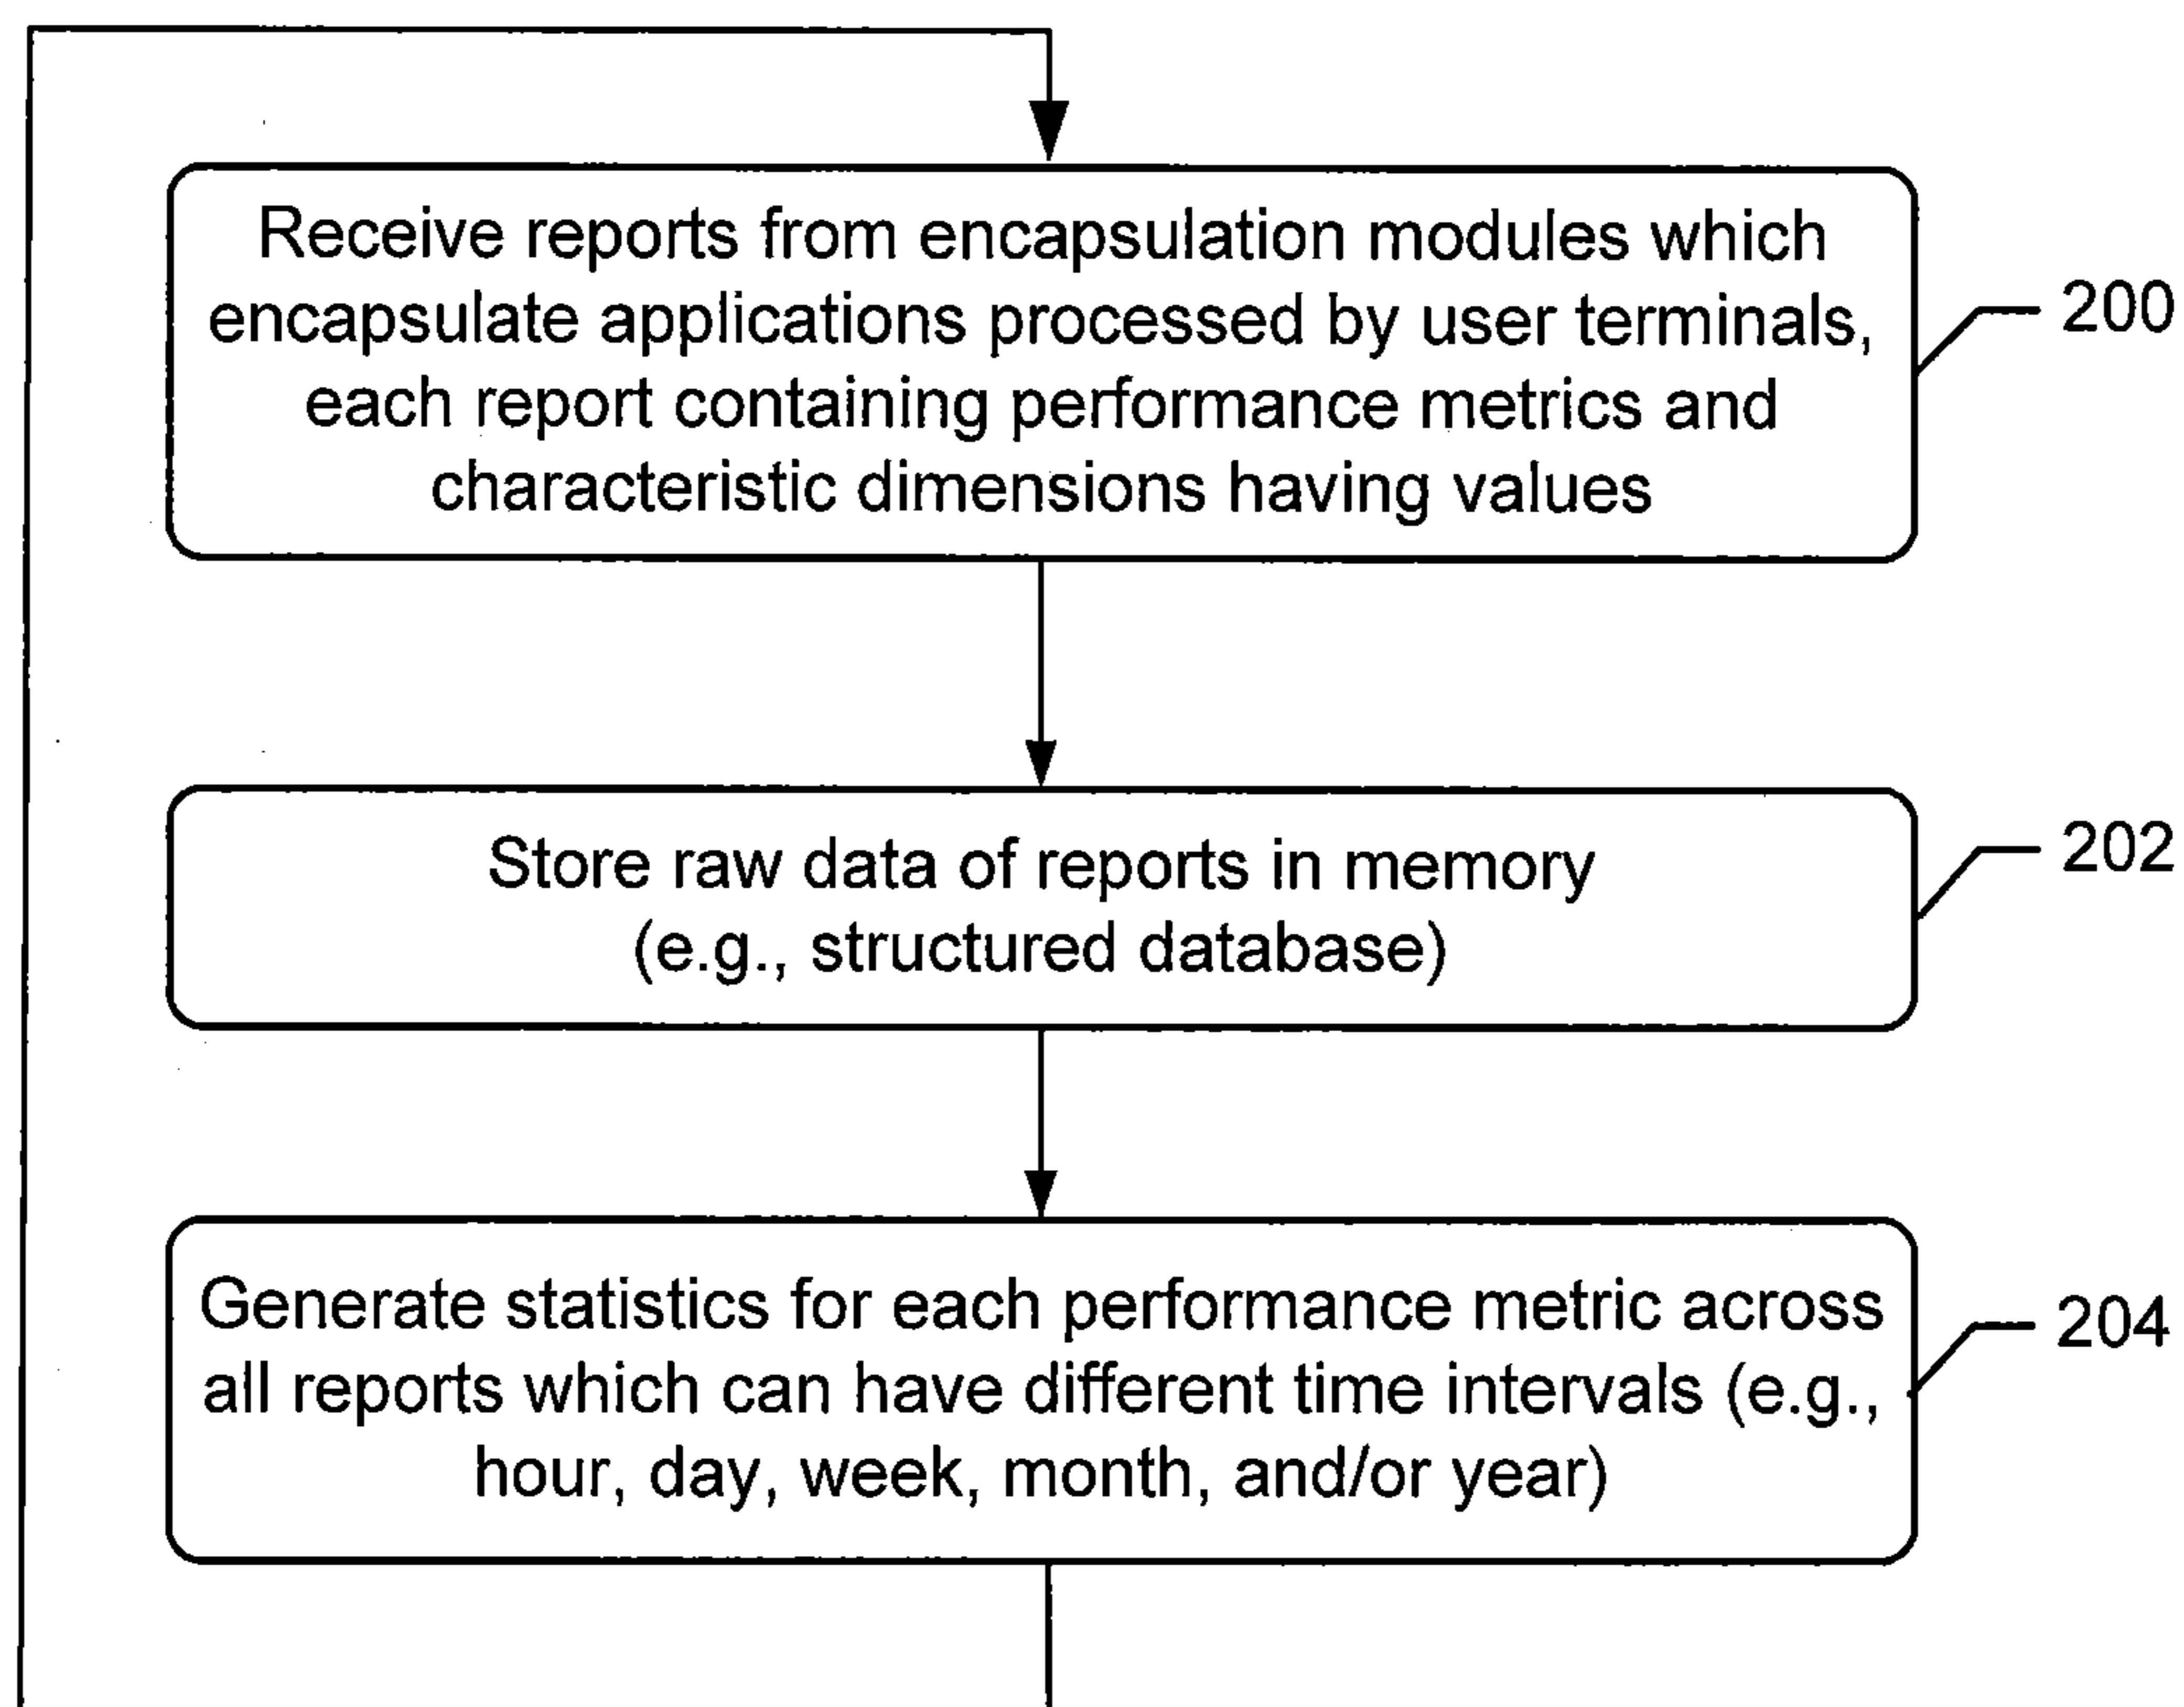 Receive reports from encapsulation modules which
encapsulate applications processed by user terminals,
each report containing performance metrics and
characteristic dimensions having values
200
Store raw data of reports in memory
(e.g., structured database)
202
Generate statistics for each performance metric across
all reports which can have different time intervals (e.g.,
hour, day, week, month, and/or year)
204